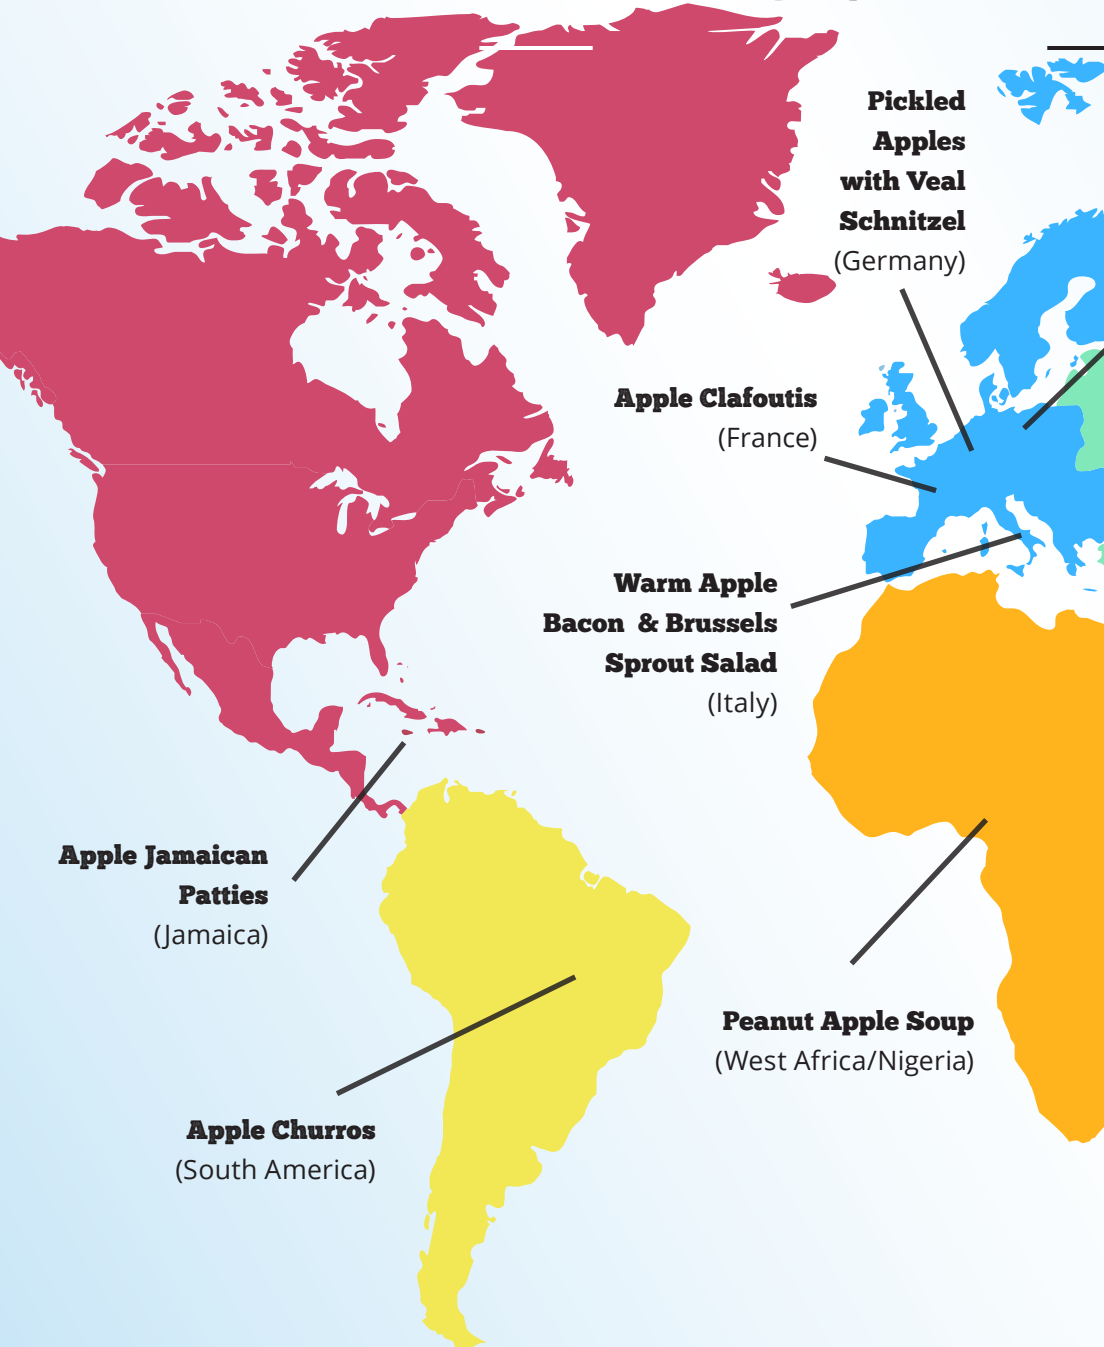 Pickled
Apples
with Veal
Schnitzel
(Germany)
Apple Clafoutis
(France)
Warm Apple
Bacon & Brussels
Sprout Salad
(Italy)
Apple Jamaican
Patties
(Jamaica)
Peanut Apple Soup
(West Africa/Nigeria)
Apple Churros
(South America)